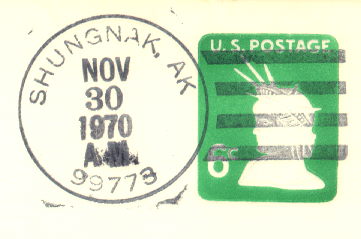 SHUNGNAK, AK
NOV
30
1970
A.M.
99773
U.S. POSTAGE
6c